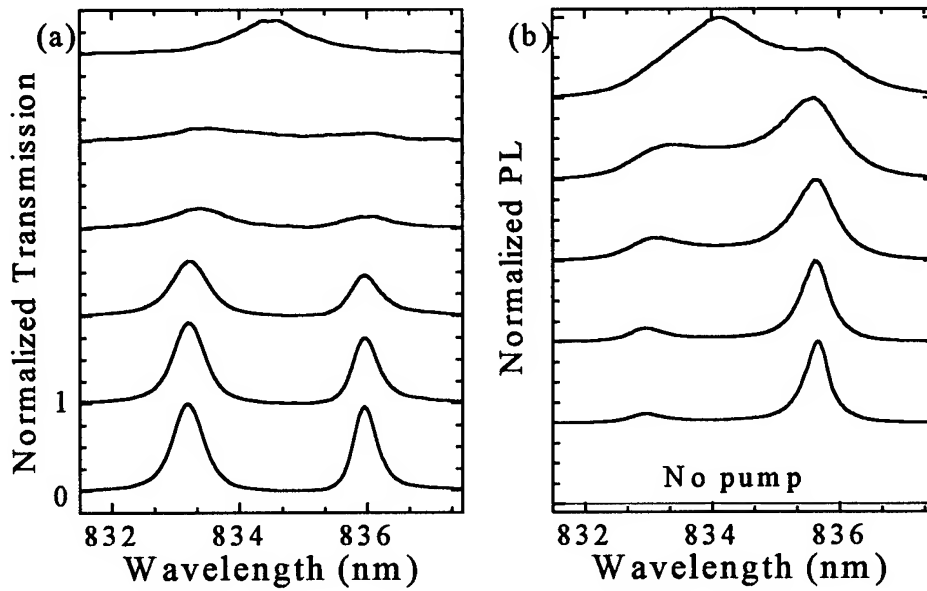 (a)
Normalized Transmission
1
0
832 834 836
Wavelength (nm)
(b)
Normalized PL
No pump
832 834 836
Wavelength (nm)